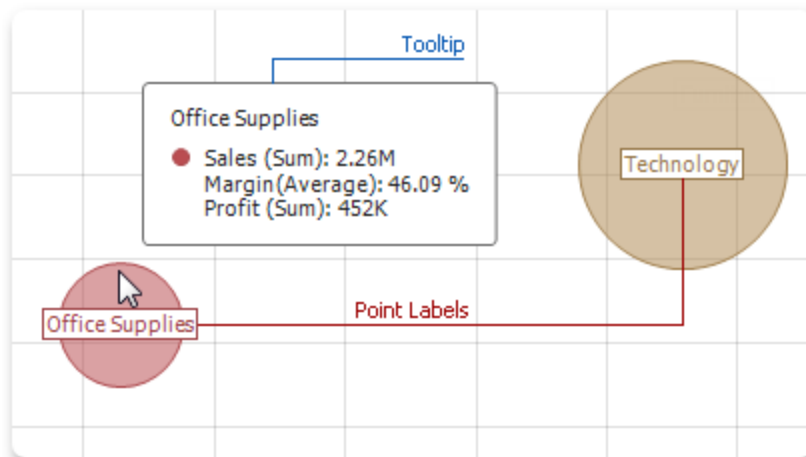 Tooltip
Office Supplies
Sales (Sum): 2.26M
Margin(Average): 46.09 %
Profit (Sum): 452K
Technology
Point Labels
Office Supplies